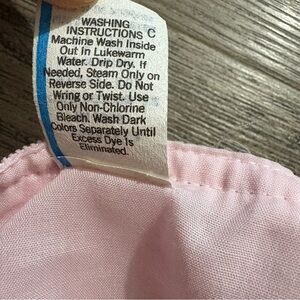 WASHING
INSTRUCTIONS C
Machine Wash Inside
Out In Lukewarm
Water. Drip Dry. If
Needed, Steam Only on
Reverse Side. Do Not
Wring or Twist. Use
Only Non-Chlorine
Bleach. Wash Dark
Colors Separately Until
Excess Dye Is
Eliminated.